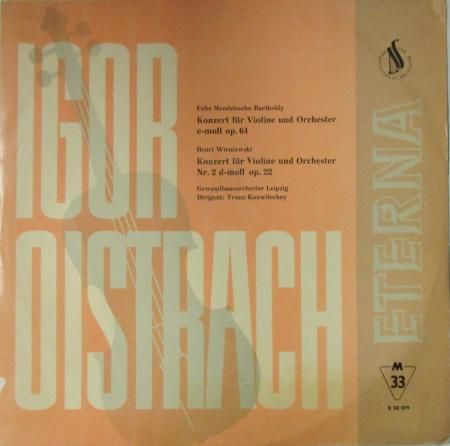 IGOR
OISTRACH
Felix Mendelssohn Bartholdy
Konzert für Violine und Orchester
e-moll op. 64
Henri Wieniawski
Konzert für Violine und Orchester
Nr. 2 d-moll op. 22
Gewandhausorchester Leipzig
Dirigent: Franz Konwitschny
ETERNA
M
33